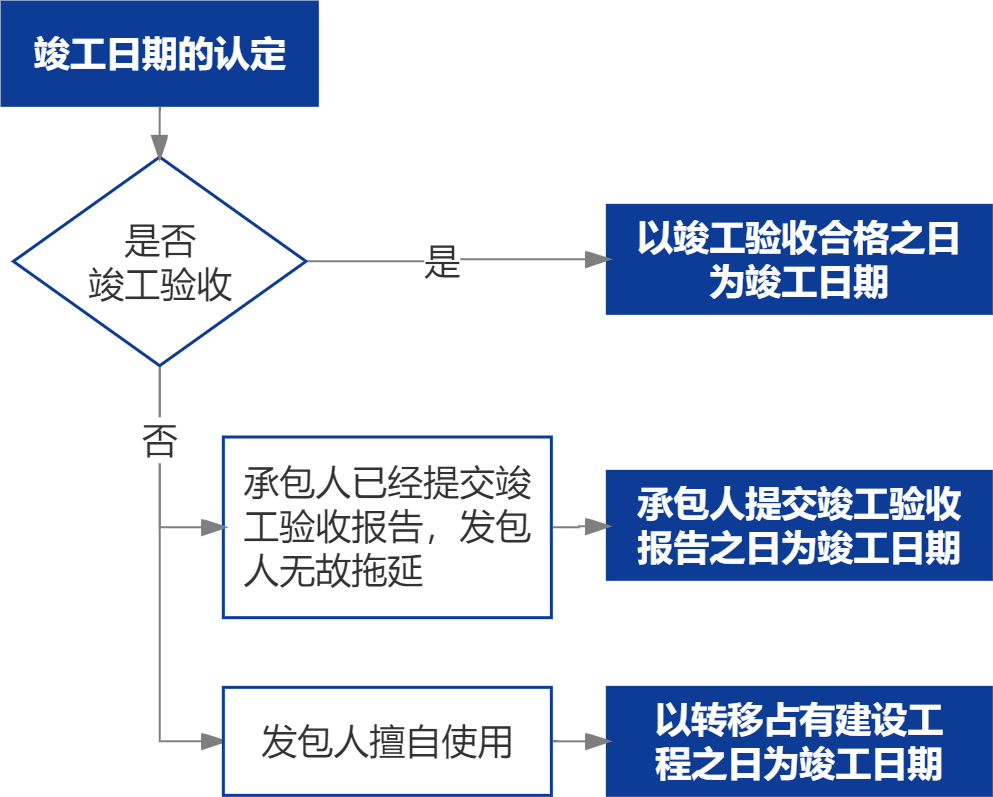 竣工日期的认定
是否
竣工验收
是
以竣工验收合格之日
为竣工日期
否
承包人已经提交竣
工验收报告，发包
人无故拖延
承包人提交竣工验收
报告之日为竣工日期
发包人擅自使用
以转移占有建设工
程之日为竣工日期